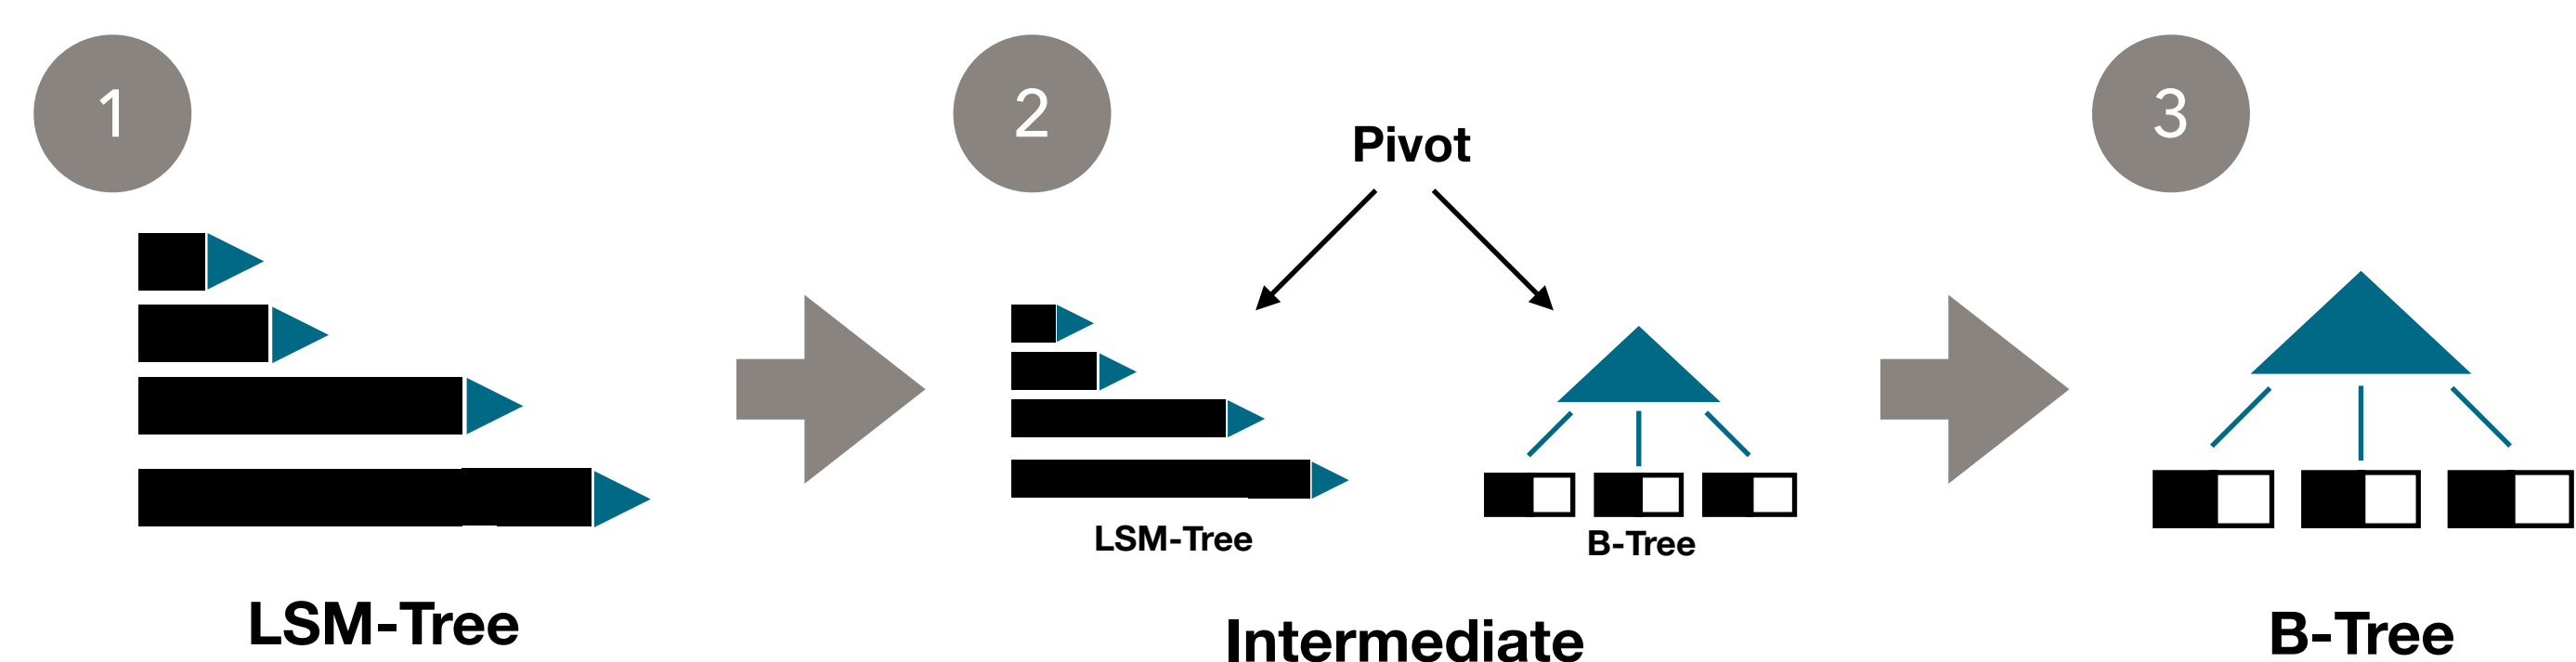 1
2
3
Pivot
LSM-Tree
B-Tree
LSM-Tree
Intermediate
B-Tree